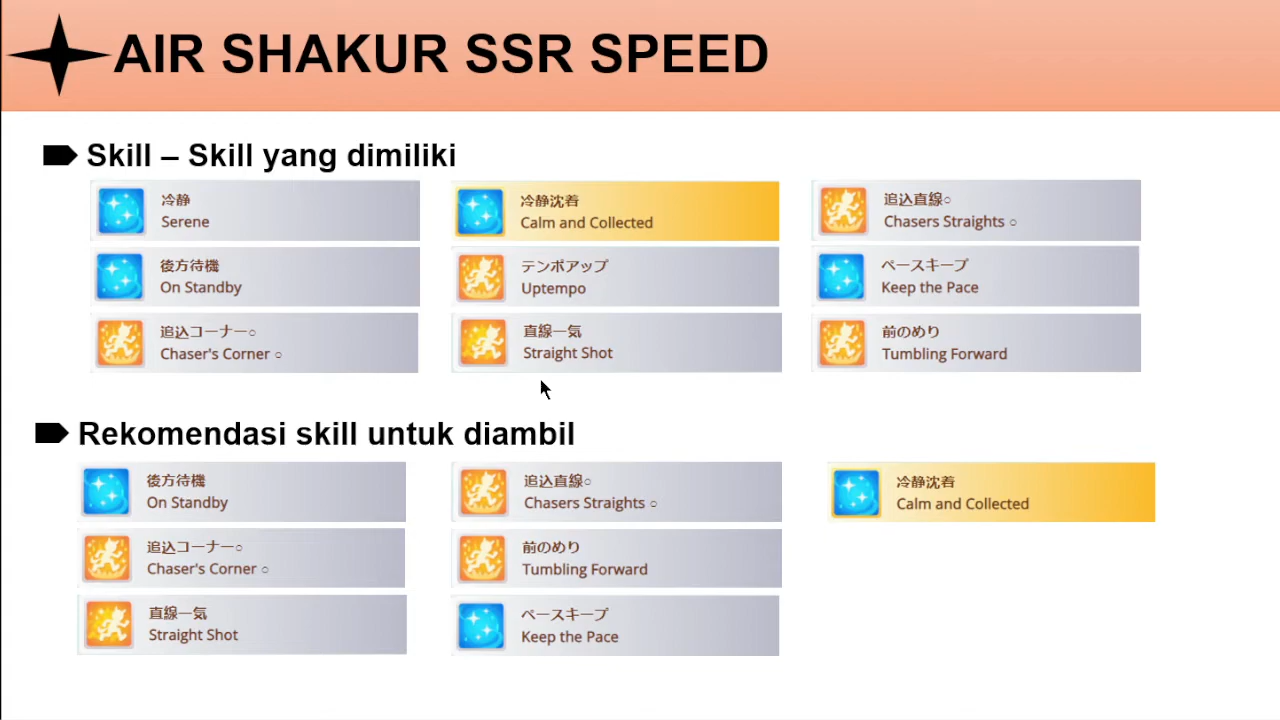 AIR SHAKUR SSR SPEED
Skill – Skill yang dimiliki
冷静
Serene
冷静沈着
Calm and Collected
追込直線○
Chasers Straights ○
後方待機
On Standby
テンポアップ
Uptempo
ペースキープ
Keep the Pace
追込コーナー○
Chaser's Corner ○
直線一気
Straight Shot
前のめり
Tumbling Forward
Rekomendasi skill untuk diambil
後方待機
On Standby
追込直線○
Chasers Straights ○
冷静沈着
Calm and Collected
追込コーナー○
Chaser's Corner ○
前のめり
Tumbling Forward
直線一気
Straight Shot
ペースキープ
Keep the Pace